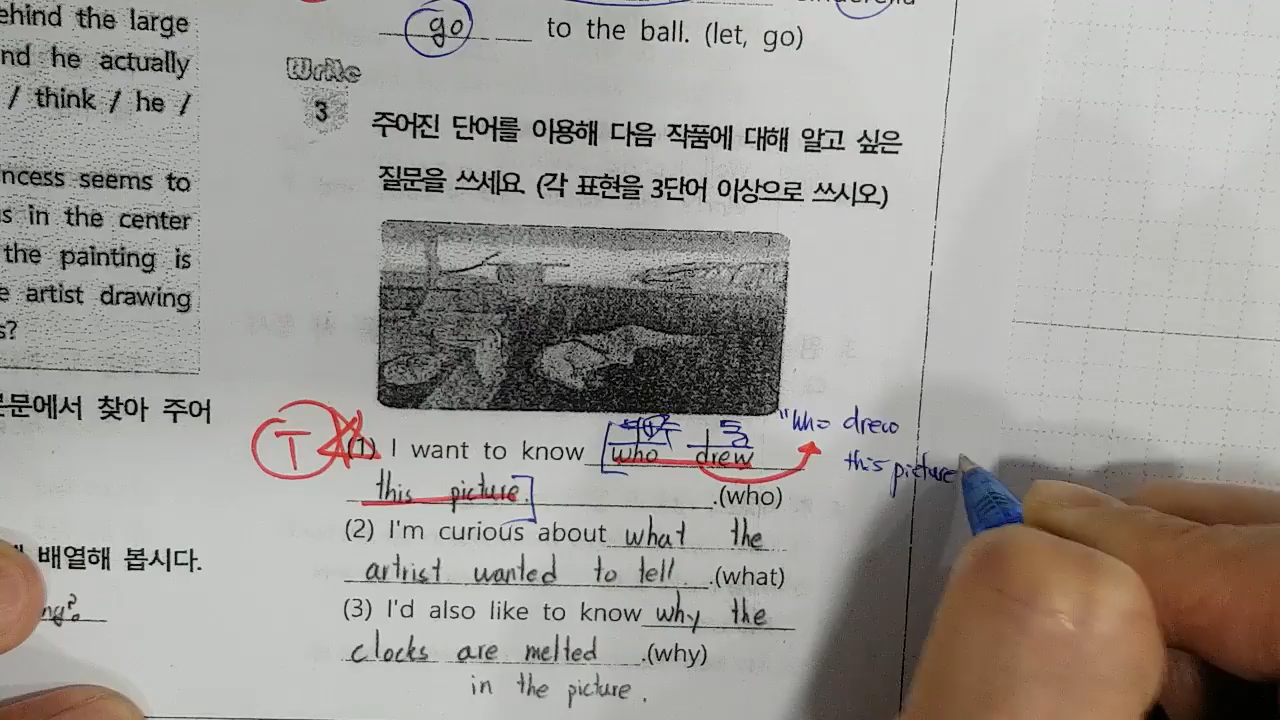 ehind the large
nd he actually
/ think / he /
ncess seems to
s in the center
the painting is
e artist drawing
s?
문에서 찾아 주어
배열해 봅시다.
ng?
go to the ball. (let, go)
Write
3
주어진 단어를 이용해 다음 작품에 대해 알고 싶은
질문을 쓰세요. (각 표현을 3단어 이상으로 쓰시오)
T
(1) I want to know who drew
this picture. .(who)
"Who drew
this picture
(2) I'm curious about what the
artrist wanted to tell .(what)
(3) I'd also like to know why the
clocks are melted .(why)
in the picture.